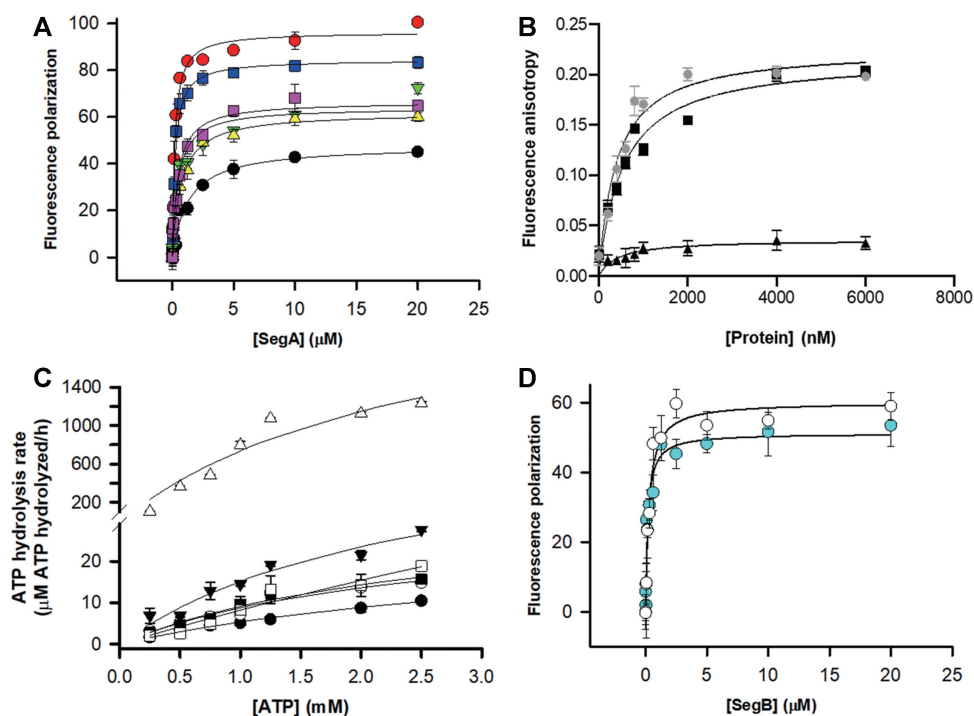 A
Fluorescence polarization
100
80
60
40
20
0
0 5 10 15 20 25
[SegA] (µM)
B
Fluorescence anisotropy
0.25
0.20
0.15
0.10
0.05
0.00
0 2000 4000 6000 8000
[Protein] (nM)
C
ATP hydrolysis rate
(µM ATP hydrolyzed/h)
1400
1200
1000
800
600
400
200
20
10
0
0.0 0.5 1.0 1.5 2.0 2.5 3.0
[ATP] (mM)
D
Fluorescence polarization
60
40
20
0
0 5 10 15 20 25
[SegB] (µM)